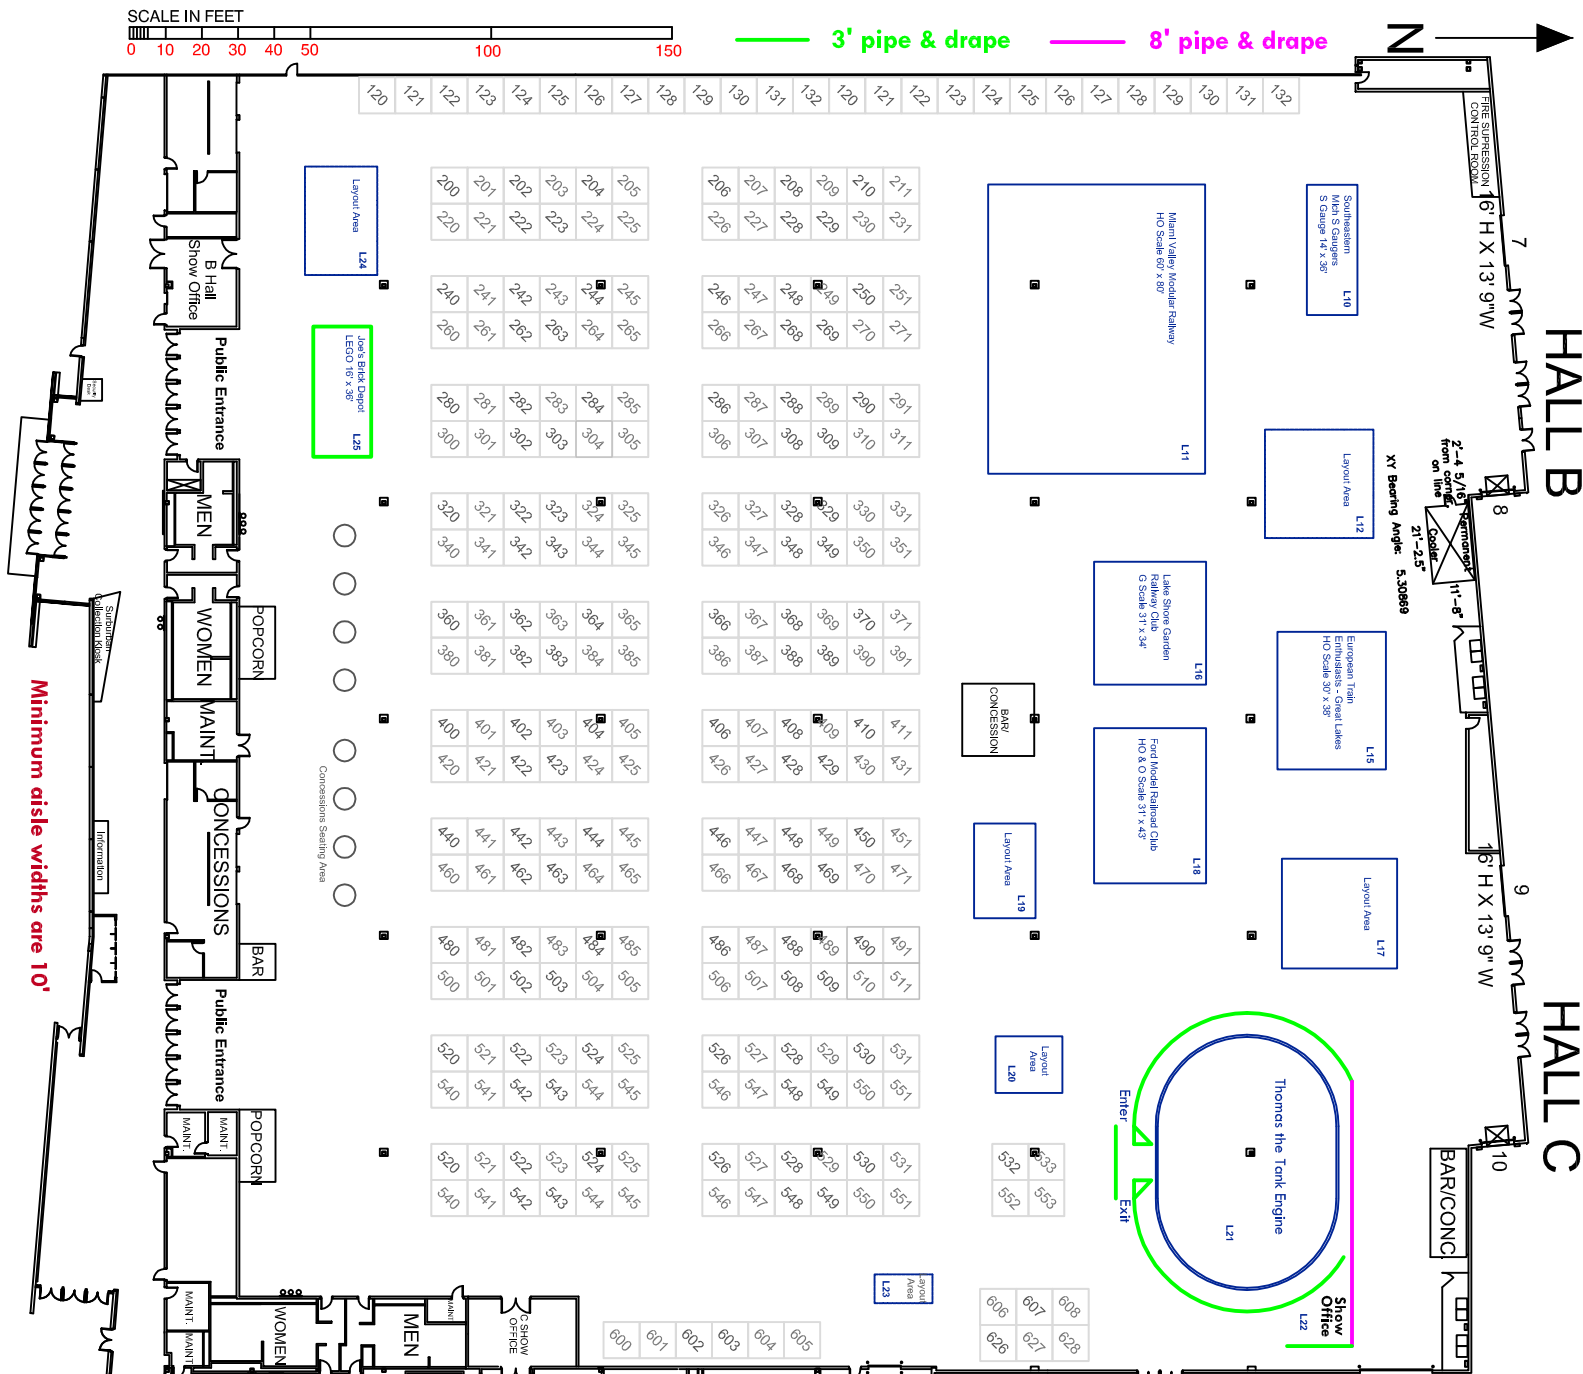 SCALE IN FEET
0 10 20 30 40 50 100 150
3' pipe & drape
8' pipe & drape
N
120 121 122 123 124 125 126 127 128 129 130 131 132 120 121 122 123 124 125 126 127 128 129 130 131 132
FIRE SUPRESSION
CONTROL ROOM
16' H X 13' 9"W
7
HALL B
200 201 202 203 204 205 206 207 208 209 210 211
220 221 222 223 224 225 226 227 228 229 230 231
240 241 242 243 244 245 246 247 248 249 250 251
260 261 262 263 264 265 266 267 268 269 270 271
280 281 282 283 284 285 286 287 288 289 290 291
300 301 302 303 304 305 306 307 308 309 310 311
320 321 322 323 324 325 326 327 328 329 330 331
340 341 342 343 344 345 346 347 348 349 350 351
360 361 362 363 364 365 366 367 368 369 370 371
380 381 382 383 384 385 386 387 388 389 390 391
400 401 402 403 404 405 406 407 408 409 410 411
420 421 422 423 424 425 426 427 428 429 430 431
440 441 442 443 444 445 446 447 448 449 450 451
460 461 462 463 464 465 466 467 468 469 470 471
480 481 482 483 484 485 486 487 488 489 490 491
500 501 502 503 504 505 506 507 508 509 510 511
520 521 522 523 524 525 526 527 528 529 530 531
540 541 542 543 544 545 546 547 548 549 550 551
520 521 522 523 524 525 526 527 528 529 530 531 532 533
540 541 542 543 544 545 546 547 548 549 550 551 552 553
600 601 602 603 604 605
606 607 608
626 627 628
Layout Area
L24
Joe's Brick Depot
LEGO 16' x 36'
L25
Miami Valley Modular Railway
HO Scale 60' x 80'
L11
Southeastern
Mich S Gaugers
S Gauge 14' x 36'
L10
Layout Area
L12
Lake Shore Garden
Railway Club
G Scale 31' x 34'
L16
European Train
Enthusiasts - Great Lakes
HO Scale 30' x 38'
L15
Ford Model Railroad Club
HO & O Scale 31' x 43'
L18
BAR/
CONCESSION
Layout Area
L19
Layout Area
L17
Layout
Area
L20
Thomas the Tank Engine
L21
Enter
Exit
Show
Office
L22
Layout
Area
L23
2'-4 5/16"
from corner
on line
Permanent
Cooler
21'-2.5"
11'-8"
XY Bearing Angle: 5.30869
8
9
16' H X 13' 9" W
HALL C
10
BAR/CONC
B Hall
Show Office
Public Entrance
MEN
WOMEN
POPCORN
MAINT.
CONCESSIONS
BAR
Concessions Seating Area
Public Entrance
POPCORN
MAINT.
MAINT.
MAINT.
MAINT
WOMEN
MEN
MAINT
C SHOW
OFFICE
Surburban
Collection Kiosk
Information
Minimum aisle widths are 10'